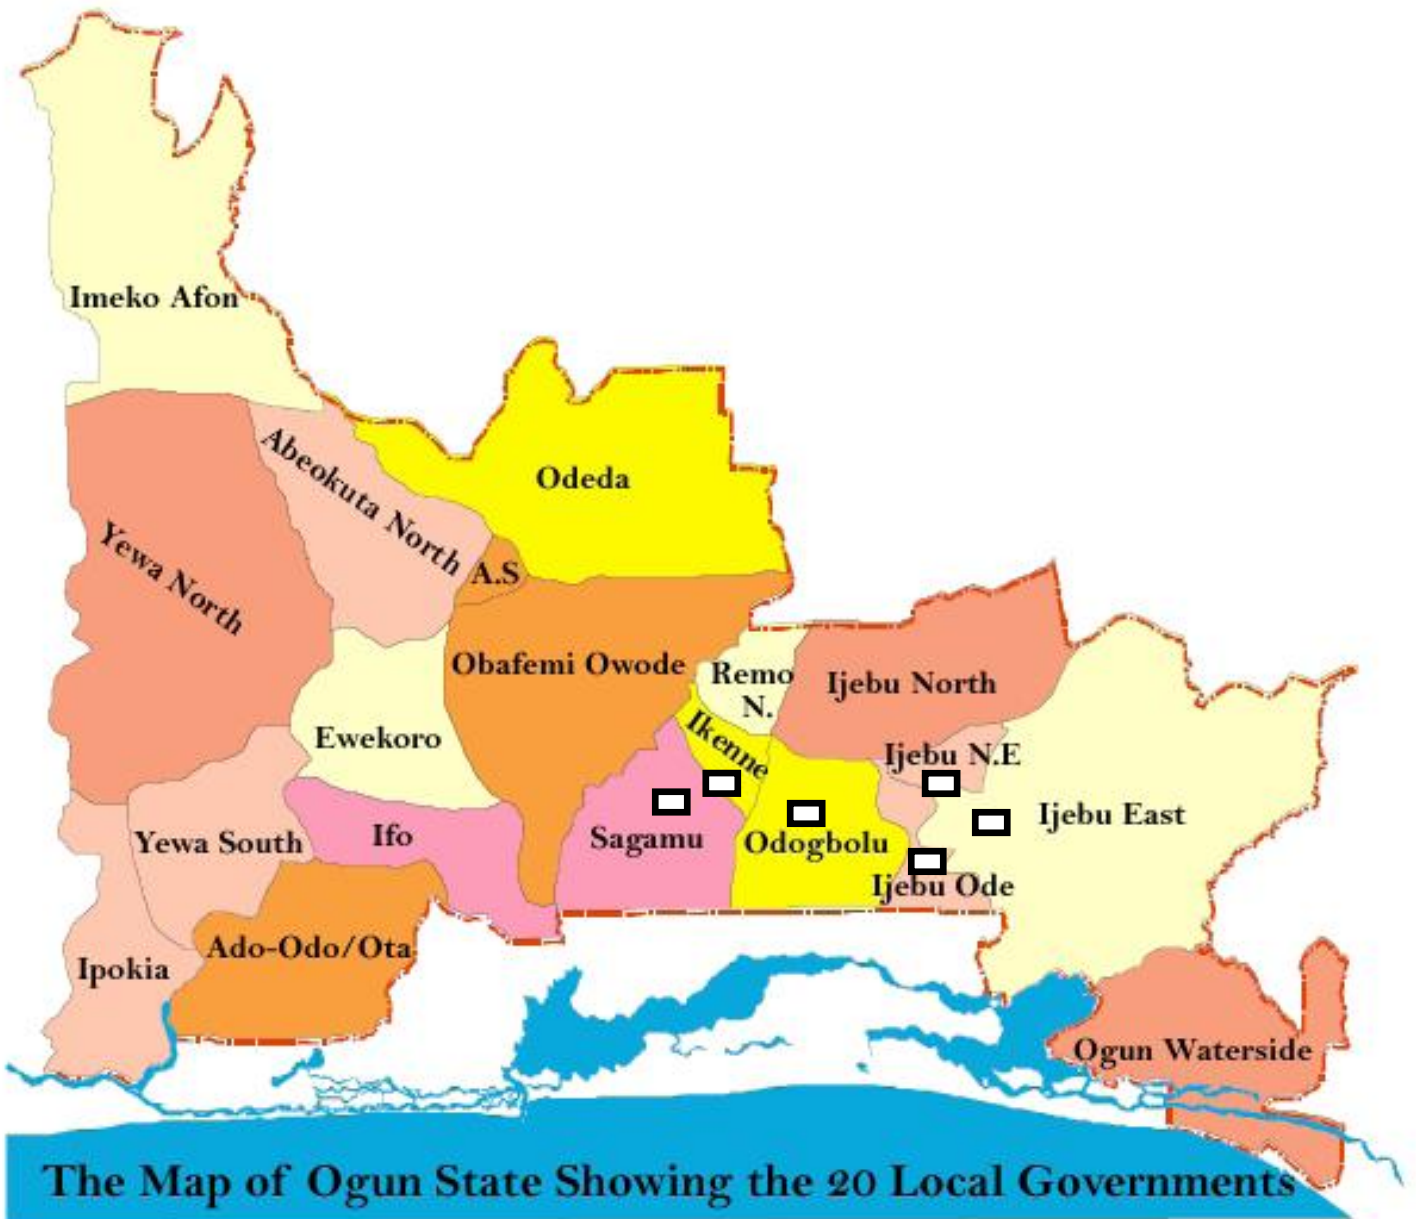 Imeko Afon
Odeda
Abeokuta North
Yewa North
A.S
Obafemi Owode
Remo
N.
Ijebu North
Ikenne
Ewekoro
Ijebu N.E
Ijebu East
Yewa South
Ifo
Sagamu
Odogbolu
Ijebu Ode
Ado-Odo/Ota
Ipokia
Ogun Waterside
The Map of Ogun State Showing the 20 Local Governments